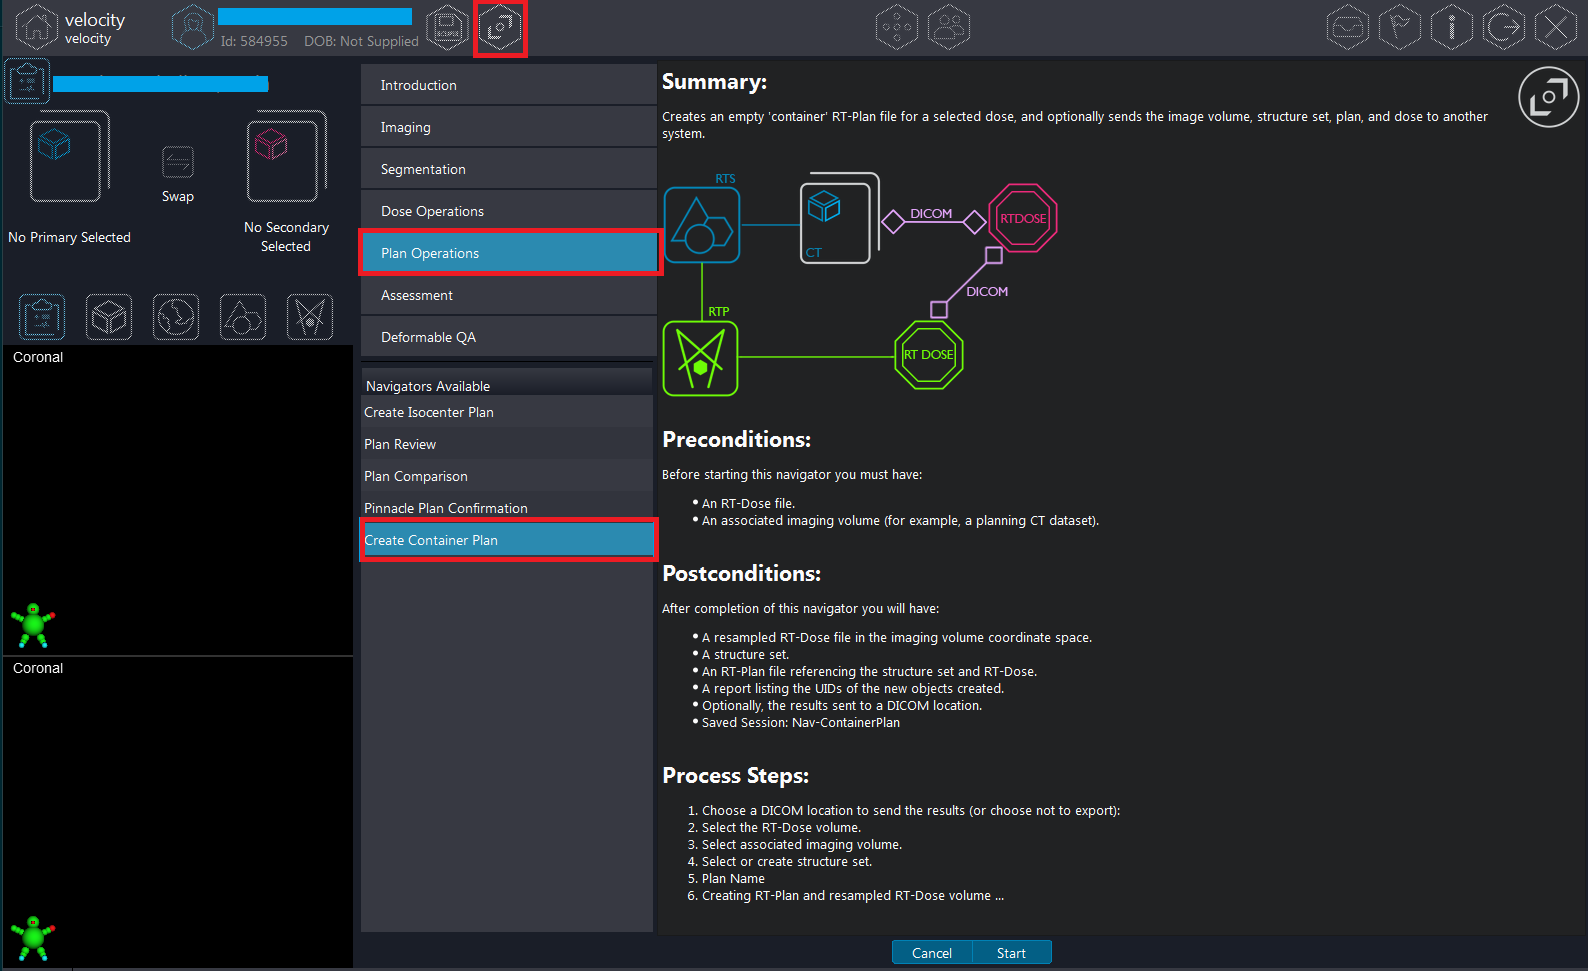 velocity
velocity
Id: 584955 DOB: Not Supplied
No Primary Selected
Swap
No Secondary
Selected
Coronal
Coronal
Introduction
Imaging
Segmentation
Dose Operations
Plan Operations
Assessment
Deformable QA
Navigators Available
Create Isocenter Plan
Plan Review
Plan Comparison
Pinnacle Plan Confirmation
Create Container Plan
Summary:
Creates an empty 'container' RT-Plan file for a selected dose, and optionally sends the image volume, structure set, plan, and dose to another
system.
RTS
CT
DICOM
RTDOSE
DICOM
RTP
RT DOSE
Preconditions:
Before starting this navigator you must have:
• An RT-Dose file.
• An associated imaging volume (for example, a planning CT dataset).
Postconditions:
After completion of this navigator you will have:
• A resampled RT-Dose file in the imaging volume coordinate space.
• A structure set.
• An RT-Plan file referencing the structure set and RT-Dose.
• A report listing the UIDs of the new objects created.
• Optionally, the results sent to a DICOM location.
• Saved Session: Nav-ContainerPlan
Process Steps:
1. Choose a DICOM location to send the results (or choose not to export):
2. Select the RT-Dose volume.
3. Select associated imaging volume.
4. Select or create structure set.
5. Plan Name
6. Creating RT-Plan and resampled RT-Dose volume ...
Cancel
Start